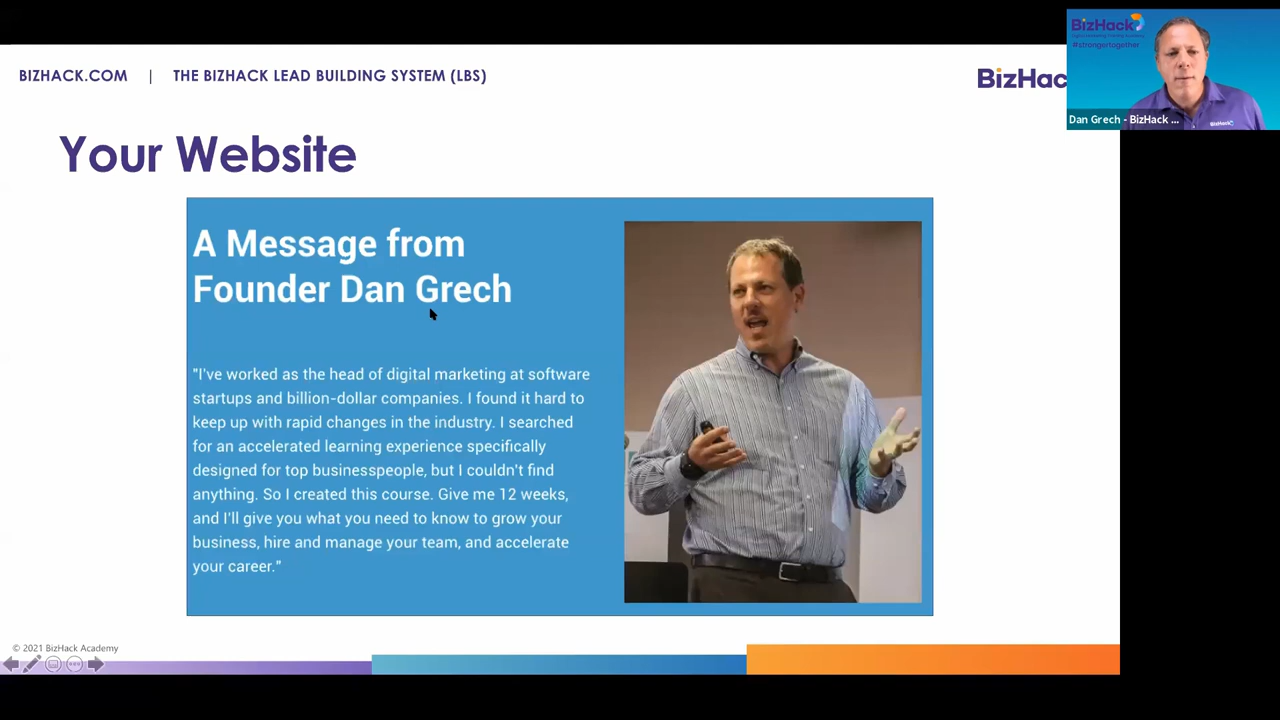 BIZHACK.COM | THE BIZHACK LEAD BUILDING SYSTEM (LBS)
BizHac
BizHack
#strongertogether
BizHack
Dan Grech - BizHack ...
Your Website
A Message from
Founder Dan Grech
"I've worked as the head of digital marketing at software
startups and billion-dollar companies. I found it hard to
keep up with rapid changes in the industry. I searched
for an accelerated learning experience specifically
designed for top businesspeople, but I couldn't find
anything. So I created this course. Give me 12 weeks,
and I'll give you what you need to know to grow your
business, hire and manage your team, and accelerate
your career."
© 2021 BizHack Academy